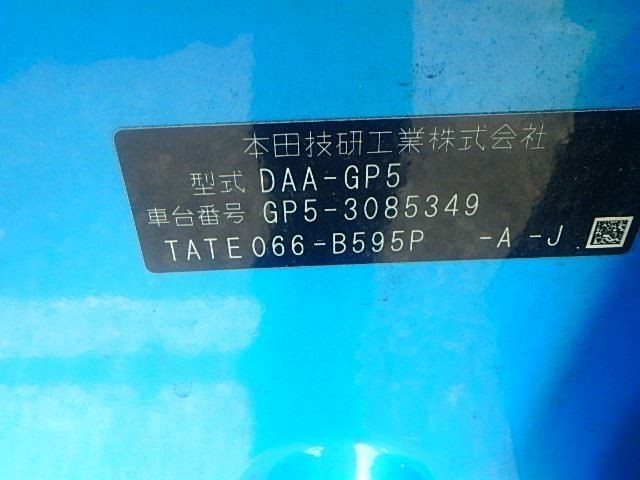 本田技研工業株式会社
型式 DAA-GP5
車台番号 GP5-3085349
TATE066-B595P -A -J